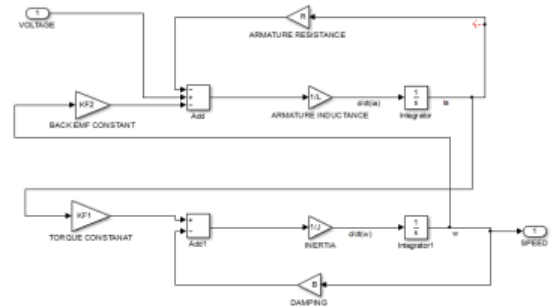 1
VOLTAGE
R
ARMATURE RESISTANCE
KF2
BACK EMF CONSTANT
Add
1/L
ARMATURE INDUCTANCE
d/dt(ia)
1
s
Integrator
ia
KF1
TORQUE CONSTANAT
Add1
1/J
INERTIA
d/dt(w)
1
s
Integrator1
w
1
SPEED
B
DAMPING